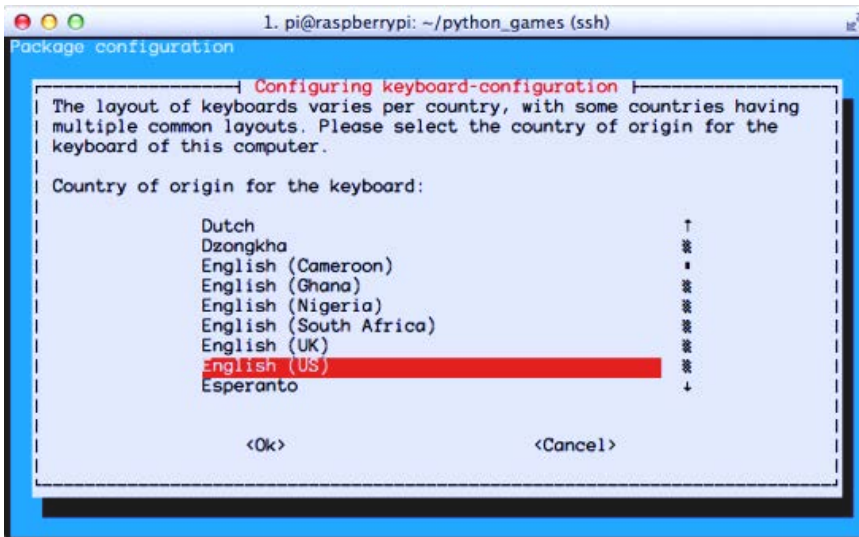 1. pi@raspberrypi: ~/python_games (ssh)
Package configuration
Configuring keyboard-configuration
The layout of keyboards varies per country, with some countries having
multiple common layouts. Please select the country of origin for the
keyboard of this computer.
Country of origin for the keyboard:
Dutch
Dzongkha
English (Cameroon)
English (Ghana)
English (Nigeria)
English (South Africa)
English (UK)
English (US)
Esperanto
<Ok> <Cancel>